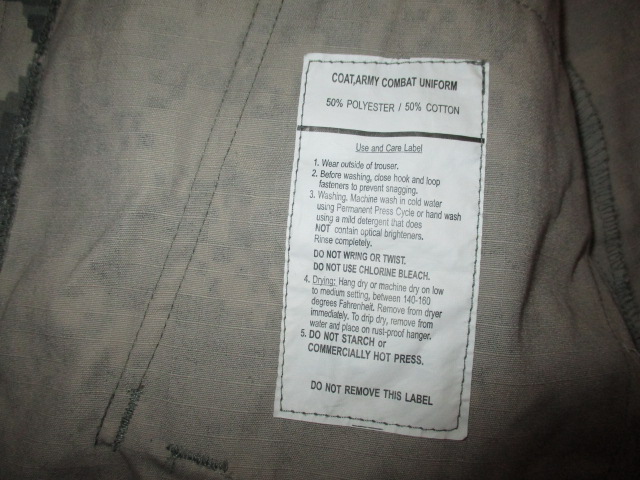 COAT,ARMY COMBAT UNIFORM
50% POLYESTER / 50% COTTON
Use and Care Label
1. Wear outside of trouser.
2. Before washing, close hook and loop
fasteners to prevent snagging.
3. Washing. Machine wash in cold water
using Permanent Press Cycle or hand wash
using a mild detergent that does
NOT contain optical brighteners.
Rinse completely.
DO NOT WRING OR TWIST.
DO NOT USE CHLORINE BLEACH.
4. Drying: Hang dry or machine dry on low
to medium setting, between 140-160
degrees Fahrenheit. Remove from dryer
immediately. To drip dry, remove from
water and place on rust-proof hanger.
5. DO NOT STARCH or
COMMERCIALLY HOT PRESS.
DO NOT REMOVE THIS LABEL